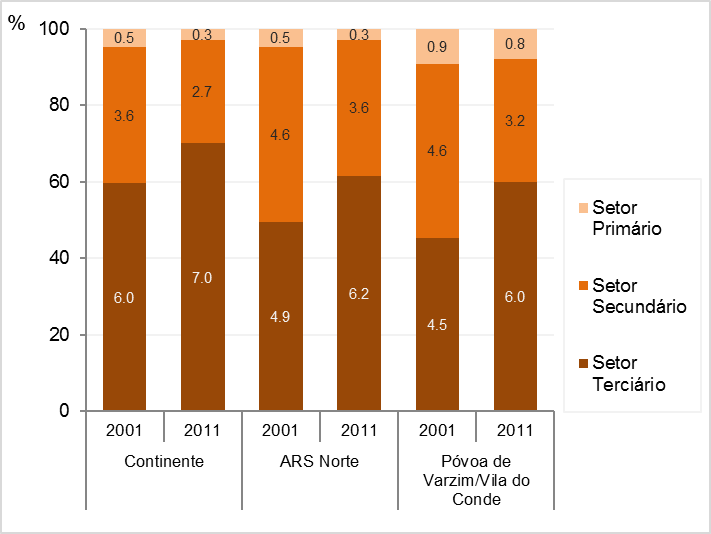 %
100
80
60
40
20
0
0.5 0.3 0.5 0.3 0.9 0.8
3.6 2.7 4.6 3.6 4.6 3.2
6.0 7.0 4.9 6.2 4.5 6.0
2001 2011 2001 2011 2001 2011
Continente ARS Norte Póvoa de
Varzim/Vila do
Conde
Setor
Primário
Setor
Secundário
Setor
Terciário